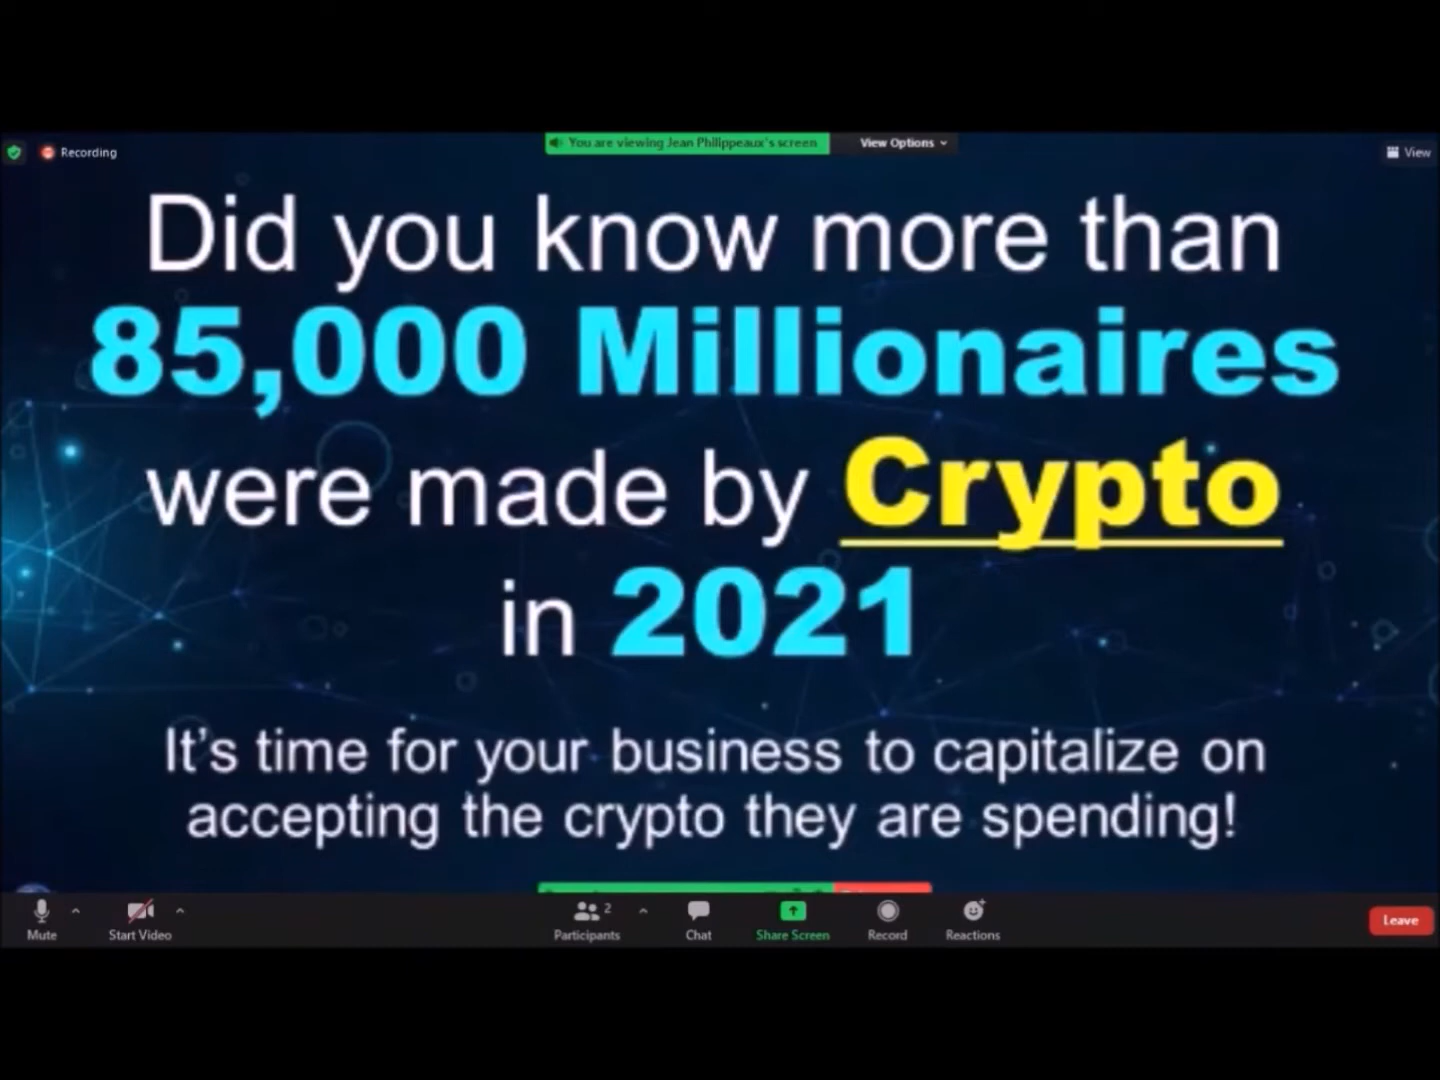 You are viewing Jean Philippeaux's screen
View Options
Recording
View
Did you know more than
85,000 Millionaires
were made by Crypto
in 2021
It's time for your business to capitalize on
accepting the crypto they are spending!
2
Mute
Start Video
Participants
Chat
Share Screen
Record
Reactions
Leave